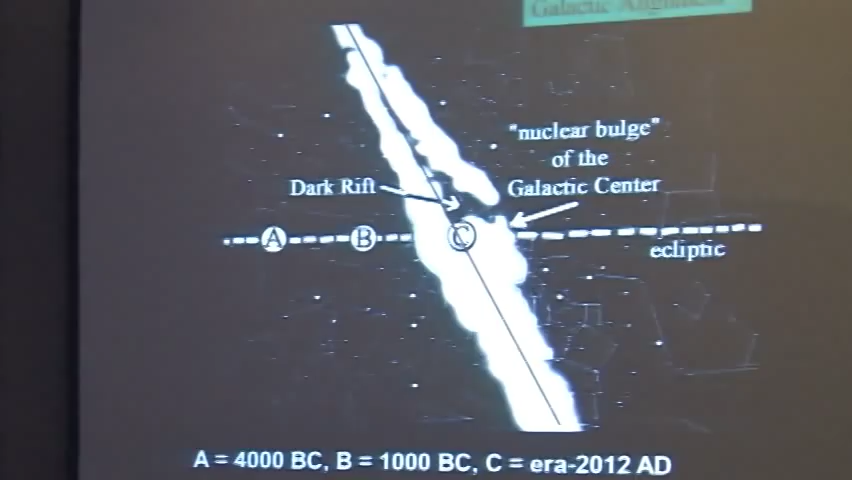 Galactic Alignment
"nuclear bulge"
of the
Galactic Center
Dark Rift
A
B
C
ecliptic
A = 4000 BC, B = 1000 BC, C = era-2012 AD